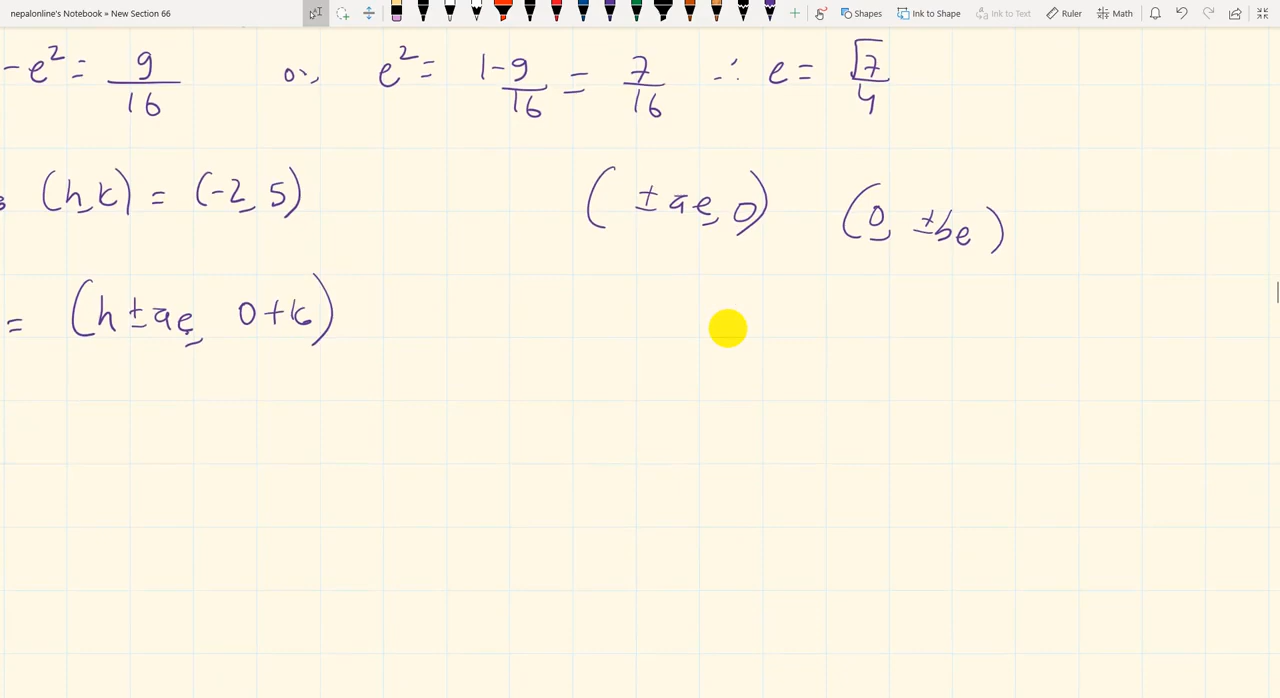 nepalonline's Notebook » New Section 66
Shapes Ink to Shape Ink to Text Ruler Math
-e² = 9/16 or, e² = 1-9/16 = 7/16 ∴ e = √7/4
(h, k) = (-2, 5) (±ae, 0) (0, ±be)
= (h±ae, 0+k)